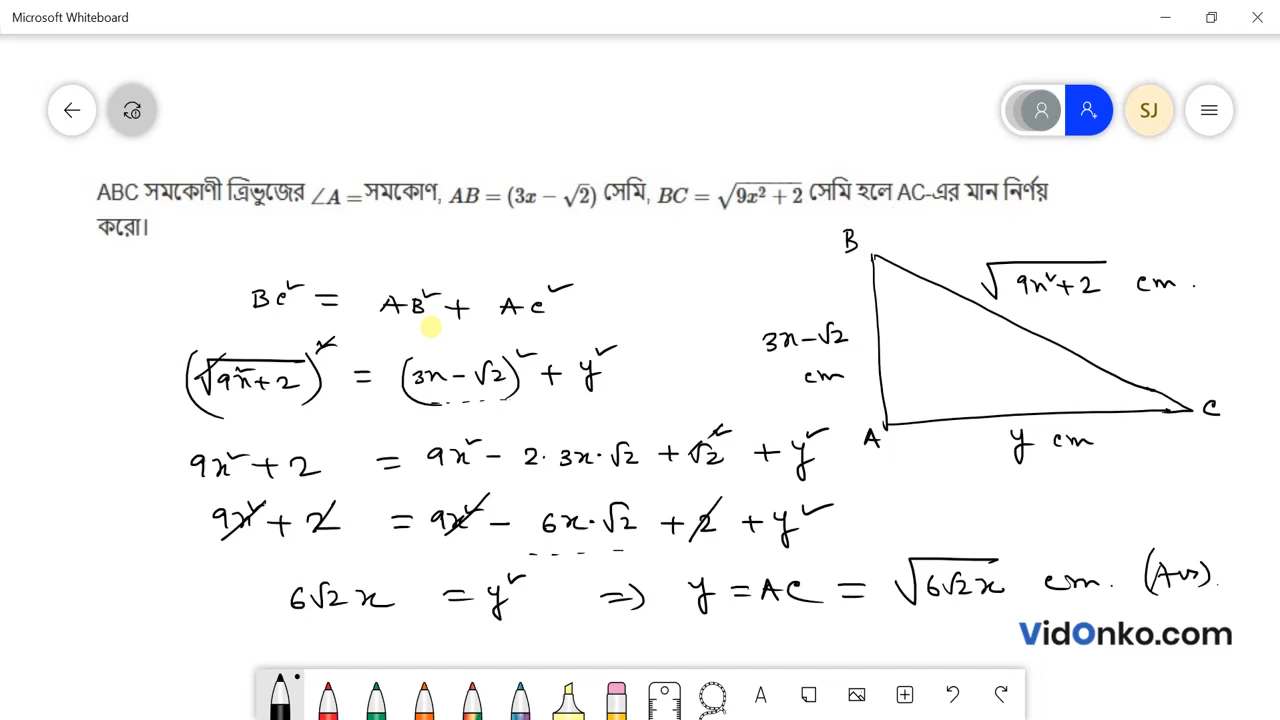 Microsoft Whiteboard
SJ
ABC সমকোণী ত্রিভুজের ∠A = সমকোণ, AB = (3x − √2) সেমি, BC = √(9x² + 2) সেমি হলে AC-এর মান নির্ণয়
করো।
B
√(9x² + 2) cm.
BC² = AB² + AC²
3x − √2
cm
(√(9x² + 2))² = (3x − √2)² + y²
C
A
y cm
9x² + 2 = 9x² − 2 · 3x · √2 + √2² + y²
9x² + 2 = 9x² − 6x · √2 + 2 + y²
6√2 x = y² ⇒ y = AC = √(6√2x) cm. (Ans).
VidOnko.com
A